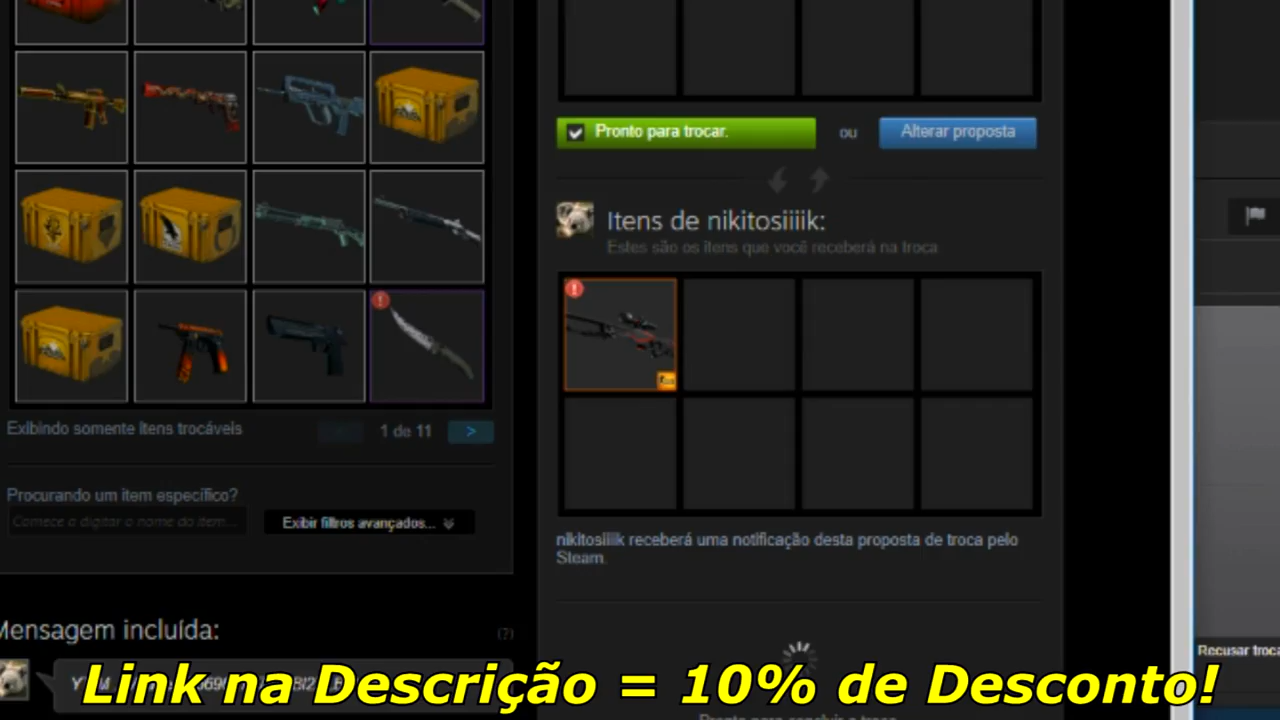 Pronto para trocar.
ou
Alterar proposta
Itens de nikitosiiiik:
Estes são os itens que você receberá na troca
Exibindo somente itens trocáveis
1 de 11
>
Procurando um item específico?
Comece a digitar o nome do item...
Exibir filtros avançados...
nikitosiiiik receberá uma notificação desta proposta de troca pelo
Steam.
Mensagem incluída:
(?)
Recusar troca
Link na Descrição = 10% de Desconto!